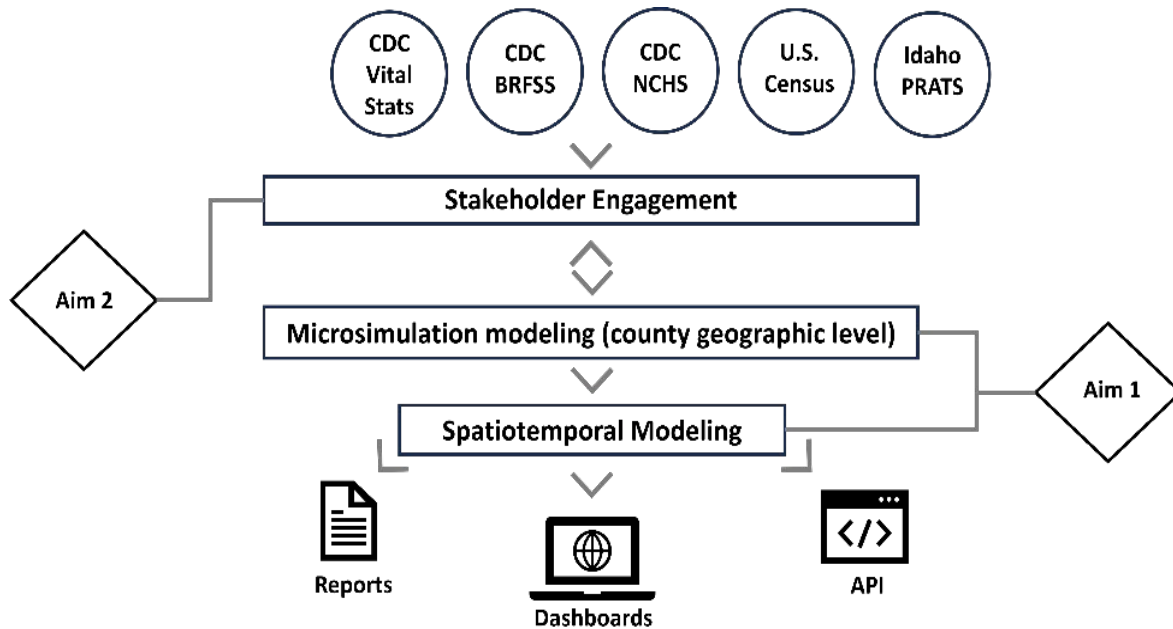 CDC
Vital
Stats
CDC
BRFSS
CDC
NCHS
U.S.
Census
Idaho
PRATS
Stakeholder Engagement
Aim 2
Microsimulation modeling (county geographic level)
Aim 1
Spatiotemporal Modeling
Reports
Dashboards
</>
API